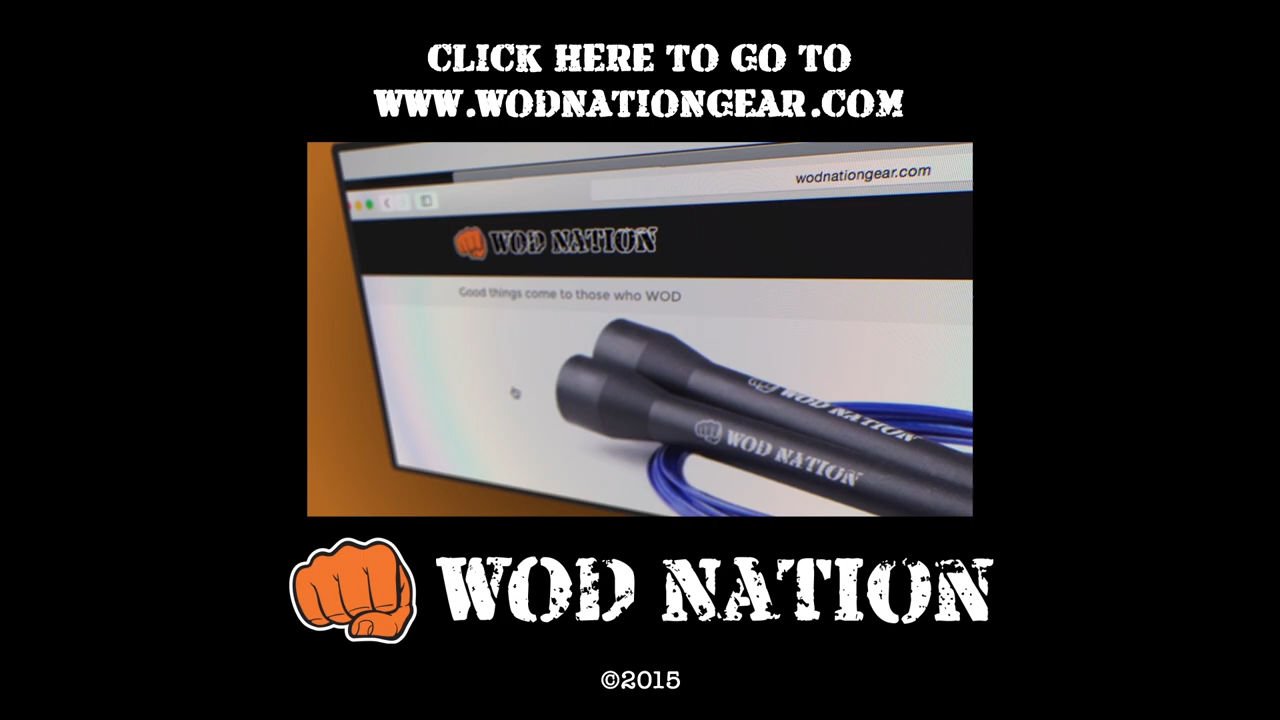 CLICK HERE TO GO TO
WWW.WODNATIONGEAR.COM
wodnationgear.com
WOD NATION
Good things come to those who WOD
WOD NATION
WOD NATION
WOD NATION
©2015